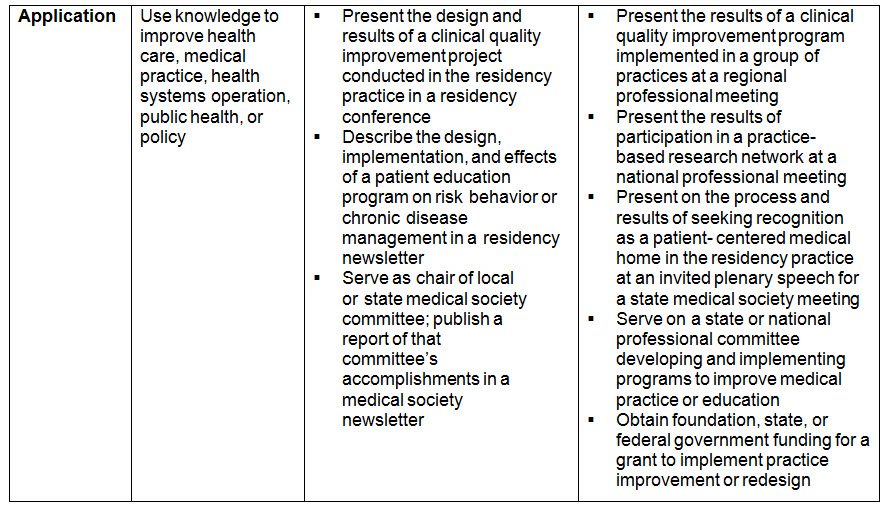 Application
Use knowledge to
improve health
care, medical
practice, health
systems operation,
public health, or
policy
▪ Present the design and
results of a clinical quality
improvement project
conducted in the residency
practice in a residency
conference
▪ Describe the design,
implementation, and effects
of a patient education
program on risk behavior or
chronic disease
management in a residency
newsletter
▪ Serve as chair of local
or state medical society
committee; publish a
report of that
committee’s
accomplishments in a
medical society
newsletter
▪ Present the results of a clinical
quality improvement program
implemented in a group of
practices at a regional
professional meeting
▪ Present the results of
participation in a practice-
based research network at a
national professional meeting
▪ Present on the process and
results of seeking recognition
as a patient- centered medical
home in the residency practice
at an invited plenary speech for
a state medical society meeting
▪ Serve on a state or national
professional committee
developing and implementing
programs to improve medical
practice or education
▪ Obtain foundation, state, or
federal government funding for a
grant to implement practice
improvement or redesign